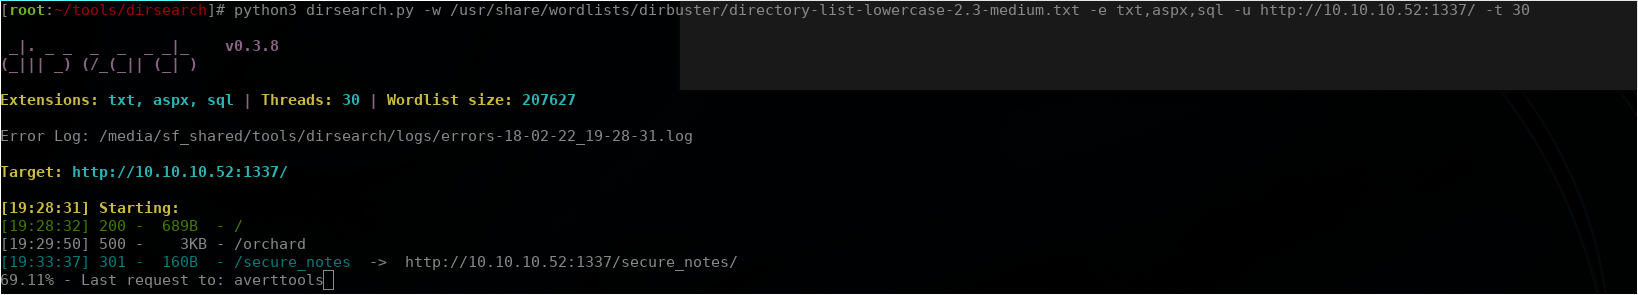 [root:~/tools/dirsearch]# python3 dirsearch.py -w /usr/share/wordlists/dirbuster/directory-list-lowercase-2.3-medium.txt -e txt,aspx,sql -u http://10.10.10.52:1337/ -t 30
 _|. _ _  _  _  _ _|_    v0.3.8
(_||| _) (/_(_|| (_| )
Extensions: txt, aspx, sql | Threads: 30 | Wordlist size: 207627
Error Log: /media/sf_shared/tools/dirsearch/logs/errors-18-02-22_19-28-31.log
Target: http://10.10.10.52:1337/
[19:28:31] Starting:
[19:28:32] 200 -  689B  - /
[19:29:50] 500 -    3KB - /orchard
[19:33:37] 301 -  160B  - /secure_notes  ->  http://10.10.10.52:1337/secure_notes/
69.11% - Last request to: averttools